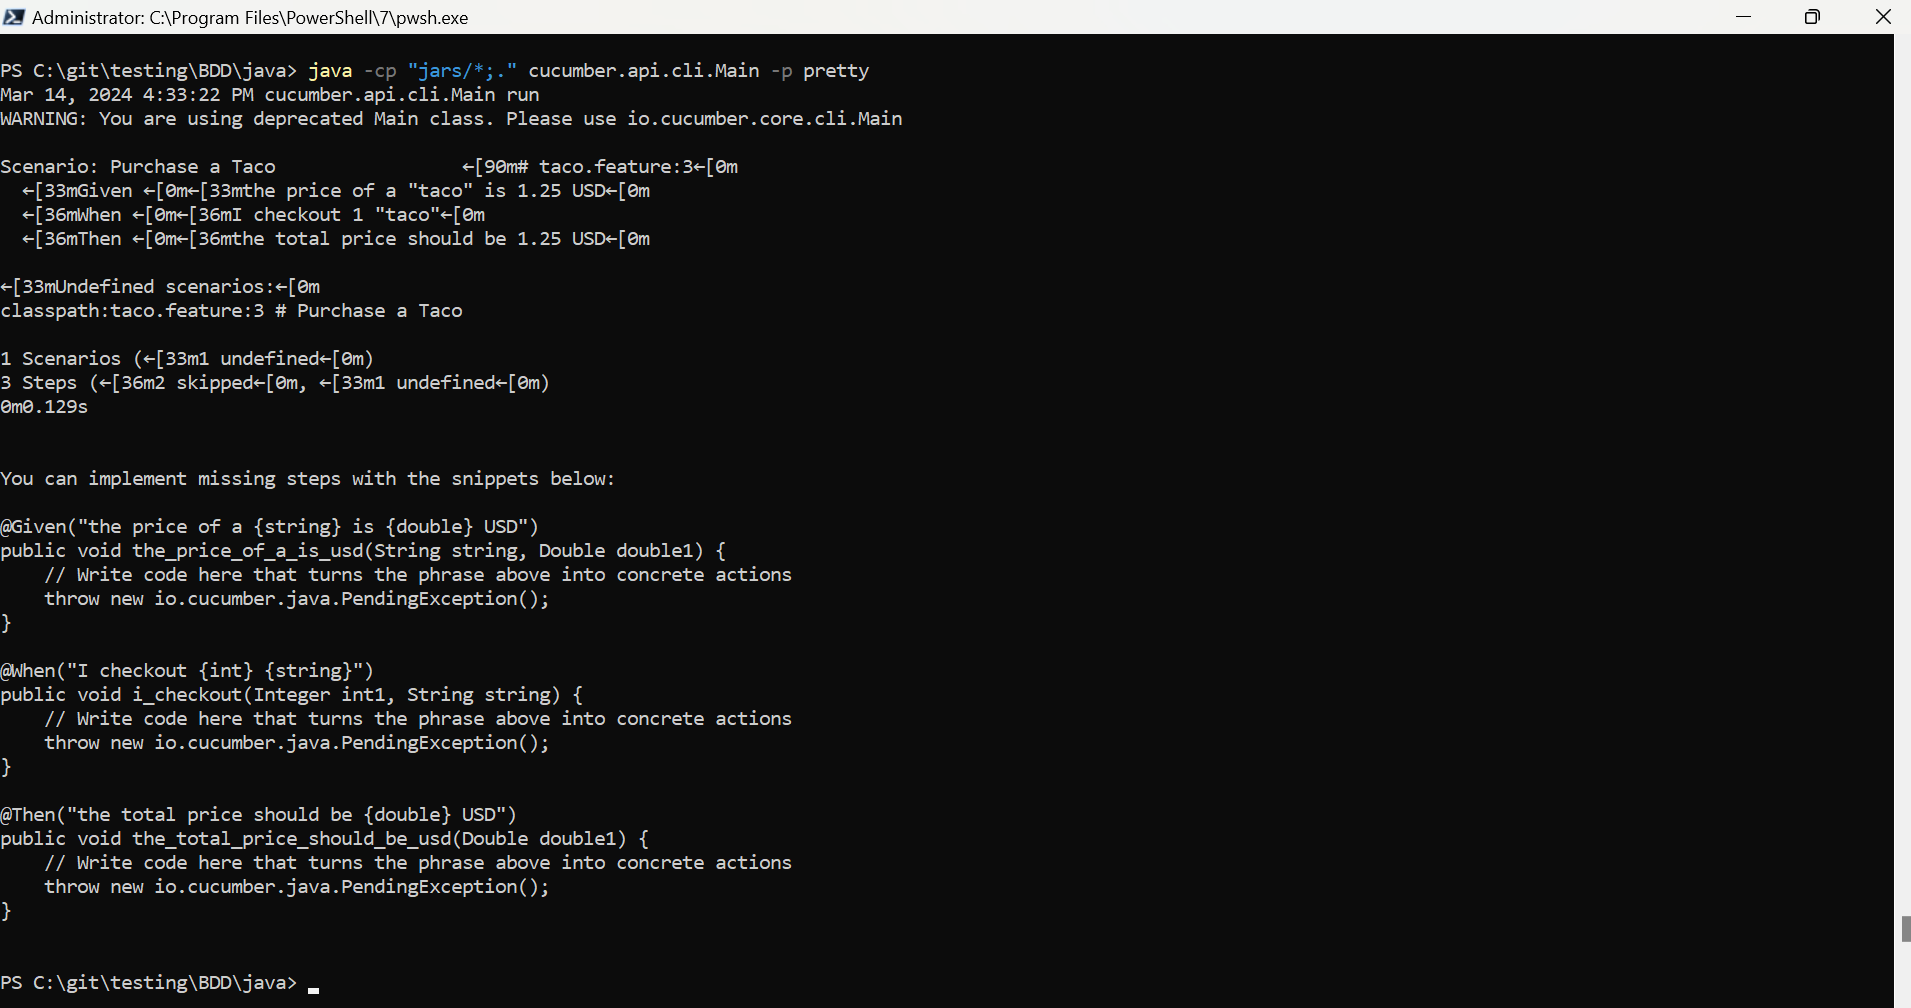 Administrator: C:\Program Files\PowerShell\7\pwsh.exe
PS C:\git\testing\BDD\java> java -cp "jars/*;." cucumber.api.cli.Main -p pretty
Mar 14, 2024 4:33:22 PM cucumber.api.cli.Main run
WARNING: You are using deprecated Main class. Please use io.cucumber.core.cli.Main
Scenario: Purchase a Taco                 ←[90m# taco.feature:3←[0m
  ←[33mGiven ←[0m←[33mthe price of a "taco" is 1.25 USD←[0m
  ←[36mWhen ←[0m←[36mI checkout 1 "taco"←[0m
  ←[36mThen ←[0m←[36mthe total price should be 1.25 USD←[0m
←[33mUndefined scenarios:←[0m
classpath:taco.feature:3 # Purchase a Taco
1 Scenarios (←[33m1 undefined←[0m)
3 Steps (←[36m2 skipped←[0m, ←[33m1 undefined←[0m)
0m0.129s
You can implement missing steps with the snippets below:
@Given("the price of a {string} is {double} USD")
public void the_price_of_a_is_usd(String string, Double double1) {
    // Write code here that turns the phrase above into concrete actions
    throw new io.cucumber.java.PendingException();
}
@When("I checkout {int} {string}")
public void i_checkout(Integer int1, String string) {
    // Write code here that turns the phrase above into concrete actions
    throw new io.cucumber.java.PendingException();
}
@Then("the total price should be {double} USD")
public void the_total_price_should_be_usd(Double double1) {
    // Write code here that turns the phrase above into concrete actions
    throw new io.cucumber.java.PendingException();
}
PS C:\git\testing\BDD\java>